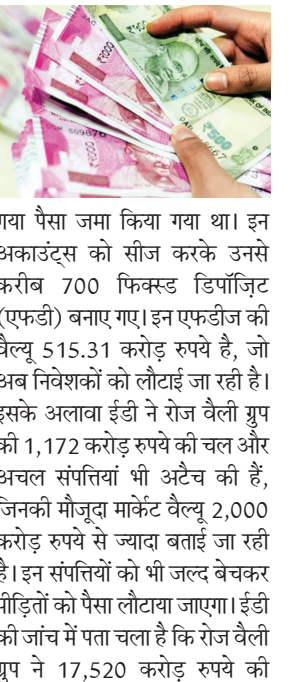 ₹2000
₹500
गया पैसा जमा किया गया था। इन
अकाउंट्स को सीज करके उनसे
करीब 700 फिक्स्ड डिपॉज़िट
(एफडी) बनाए गए। इन एफडीज की
वैल्यू 515.31 करोड़ रुपये है, जो
अब निवेशकों को लौटाई जा रही है।
इसके अलावा ईडी ने रोज वैली ग्रुप
की 1,172 करोड़ रुपये की चल और
अचल संपत्तियां भी अटैच की हैं,
जिनकी मौजूदा मार्केट वैल्यू 2,000
करोड़ रुपये से ज्यादा बताई जा रही
है। इन संपत्तियों को भी जल्द बेचकर
पीड़ितों को पैसा लौटाया जाएगा। ईडी
की जांच में पता चला है कि रोज वैली
ग्रुप ने 17,520 करोड़ रुपये की